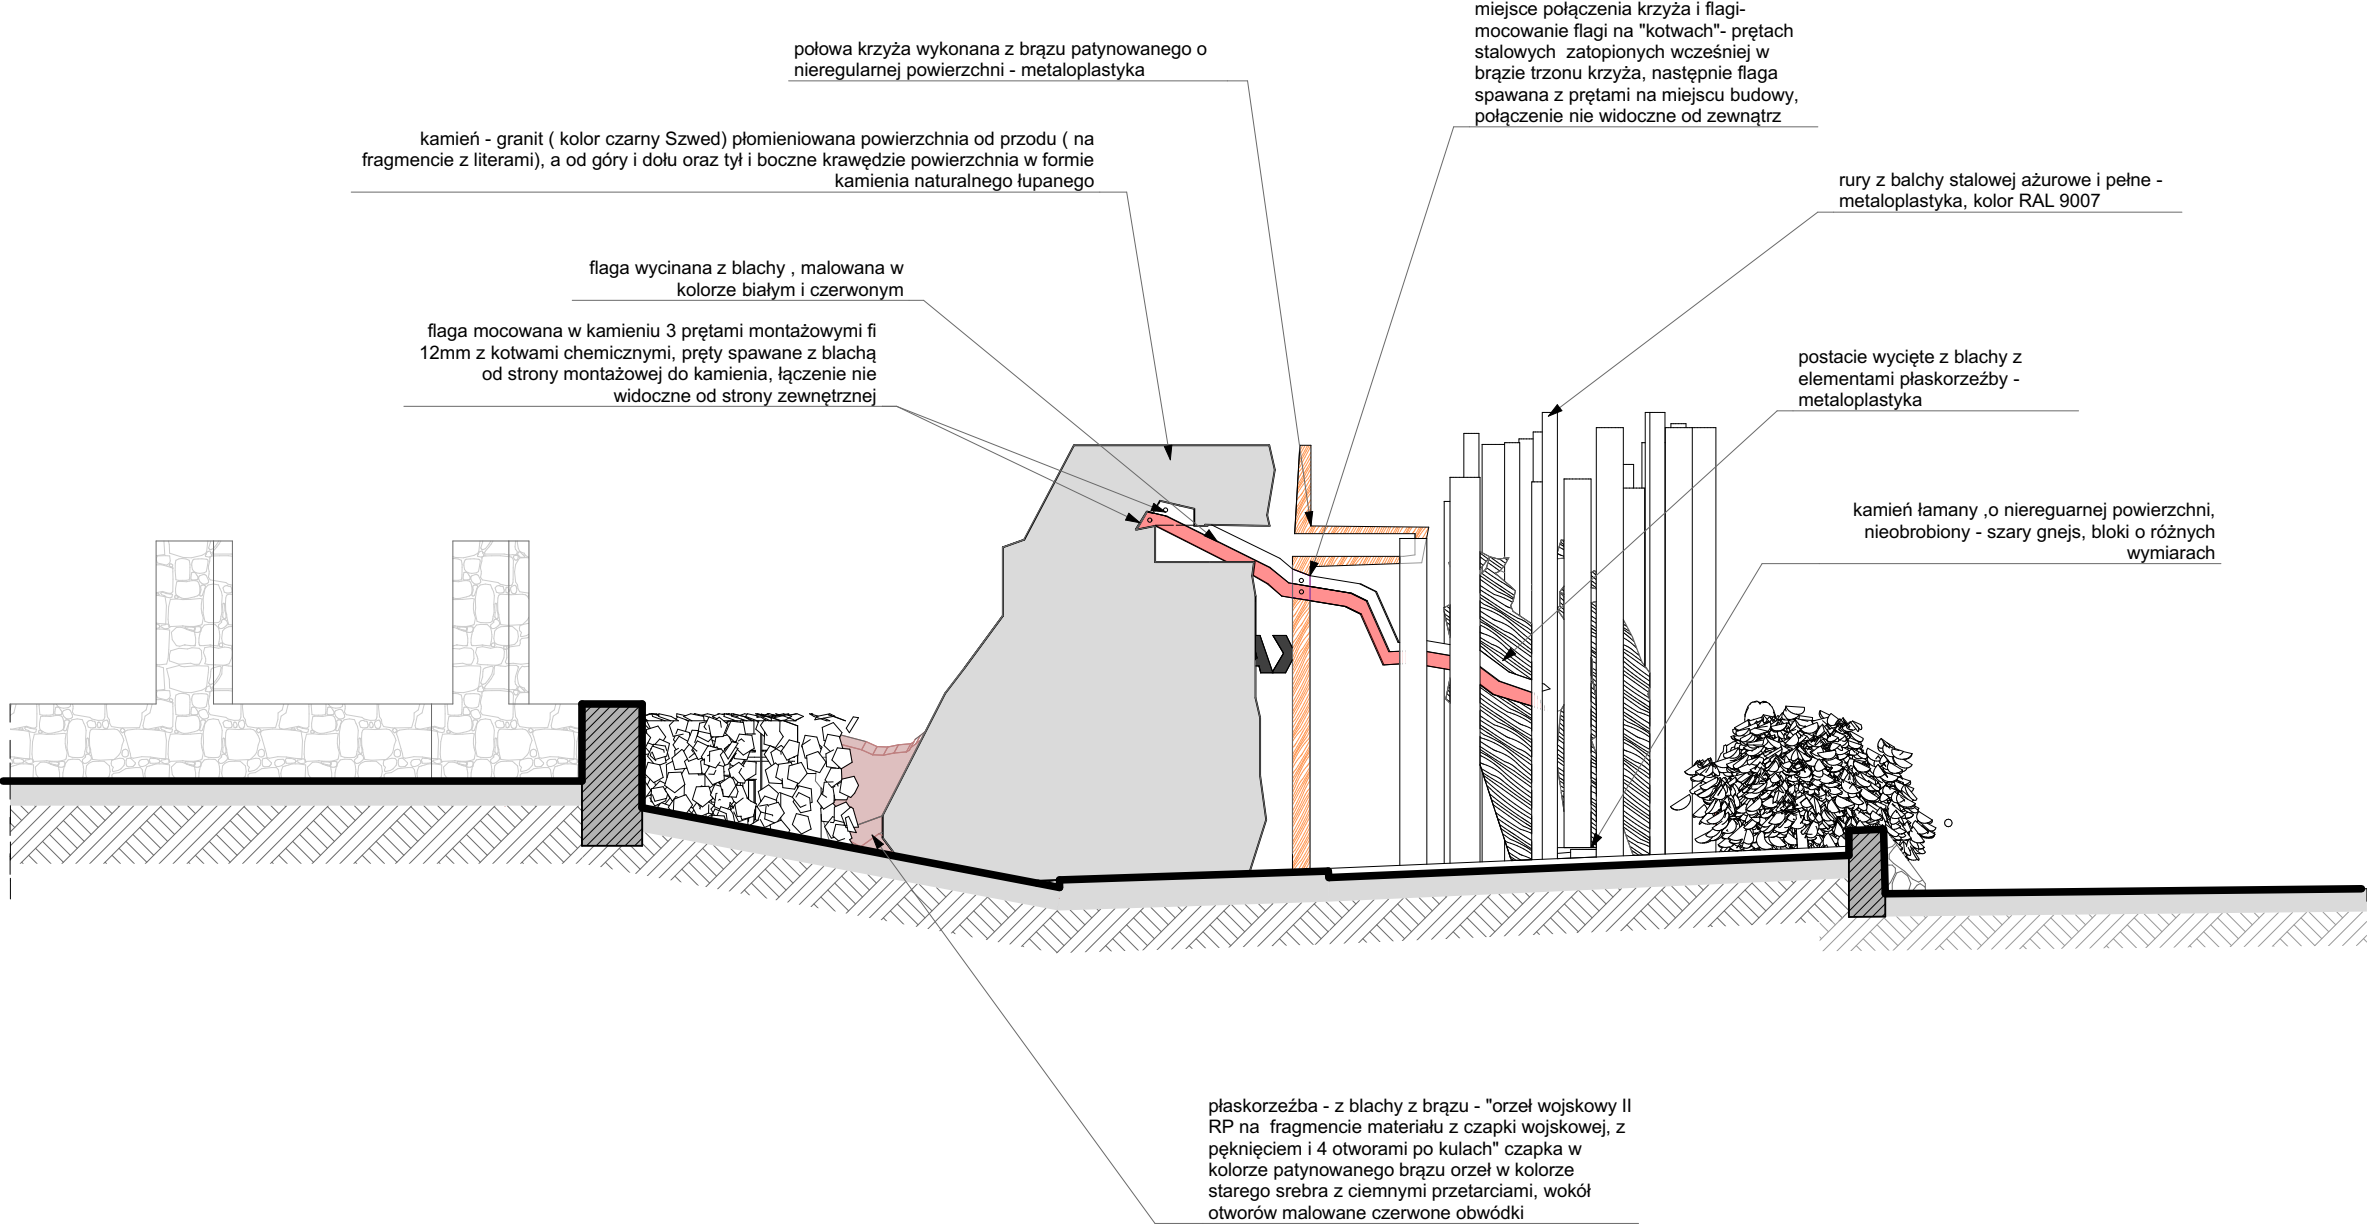 miejsce połączenia krzyża i flagi-
mocowanie flagi na "kotwach"- prętach
stalowych zatopionych wcześniej w
brązie trzonu krzyża, następnie flaga
spawana z prętami na miejscu budowy,
połączenie nie widoczne od zewnątrz
połowa krzyża wykonana z brązu patynowanego o
nieregularnej powierzchni - metaloplastyka
kamień - granit ( kolor czarny Szwed) płomieniowana powierzchnia od przodu ( na
fragmencie z literami), a od góry i dołu oraz tył i boczne krawędzie powierzchnia w formie
kamienia naturalnego łupanego
rury z balchy stalowej ażurowe i pełne -
metaloplastyka, kolor RAL 9007
flaga wycinana z blachy , malowana w
kolorze białym i czerwonym
flaga mocowana w kamieniu 3 prętami montażowymi fi
12mm z kotwami chemicznymi, pręty spawane z blachą
od strony montażowej do kamienia, łączenie nie
widoczne od strony zewnętrznej
postacie wycięte z blachy z
elementami płaskorzeźby -
metaloplastyka
kamień łamany ,o niereguarnej powierzchni,
nieobrobiony - szary gnejs, bloki o różnych
wymiarach
płaskorzeźba - z blachy z brązu - "orzeł wojskowy II
RP na fragmencie materiału z czapki wojskowej, z
pęknięciem i 4 otworami po kulach" czapka w
kolorze patynowanego brązu orzeł w kolorze
starego srebra z ciemnymi przetarciami, wokół
otworów malowane czerwone obwódki